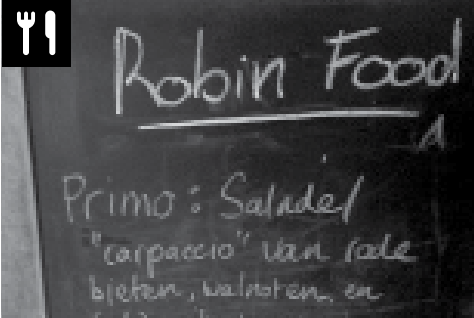 Robin Food
Primo: Salade
"carpaccio" van rode
bieten, walnoten, en